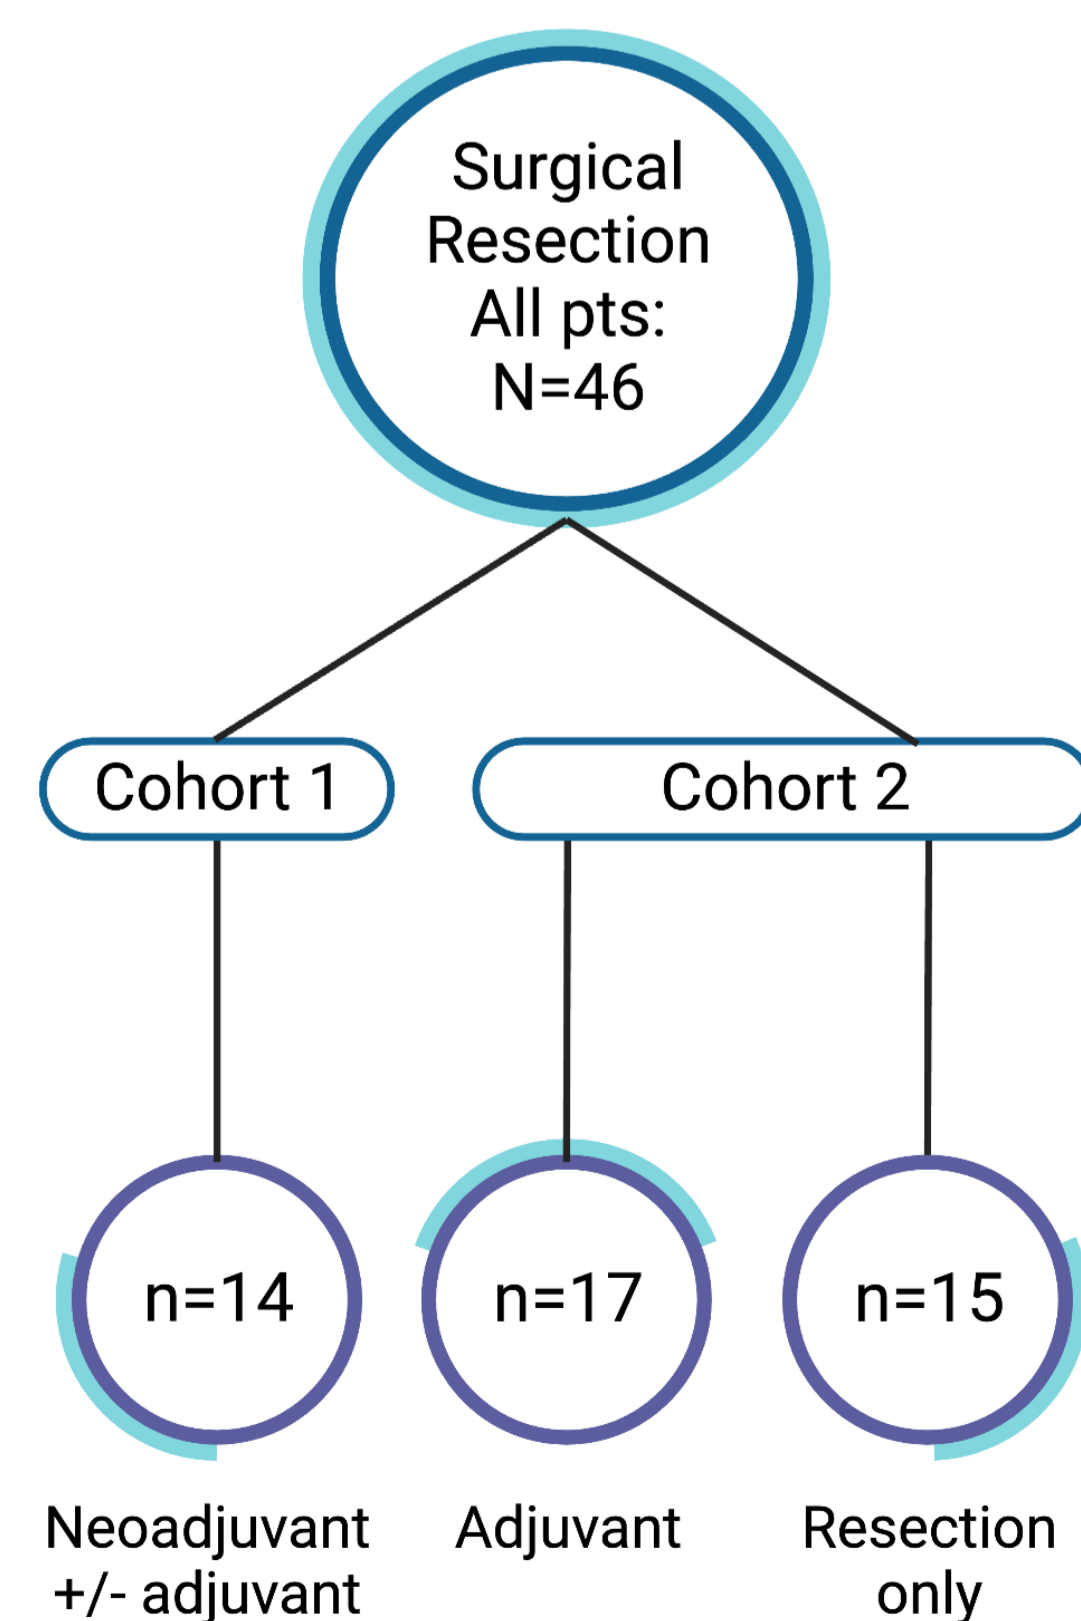 Surgical
Resection
All pts:
N=46
Cohort 1
Cohort 2
n=14
n=17
n=15
Neoadjuvant
+/- adjuvant
Adjuvant
Resection
only